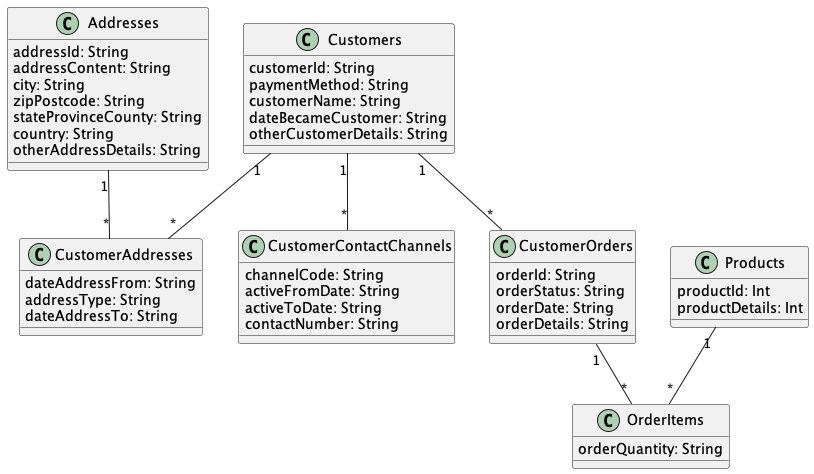 C Addresses
addressId: String
addressContent: String
city: String
zipPostcode: String
stateProvinceCounty: String
country: String
otherAddressDetails: String
C Customers
customerId: String
paymentMethod: String
customerName: String
dateBecameCustomer: String
otherCustomerDetails: String
1
1
1
1
*
*
*
*
C CustomerAddresses
dateAddressFrom: String
addressType: String
dateAddressTo: String
C CustomerContactChannels
channelCode: String
activeFromDate: String
activeToDate: String
contactNumber: String
C CustomerOrders
orderId: String
orderStatus: String
orderDate: String
orderDetails: String
C Products
productId: Int
productDetails: Int
1
1
*
*
C OrderItems
orderQuantity: String